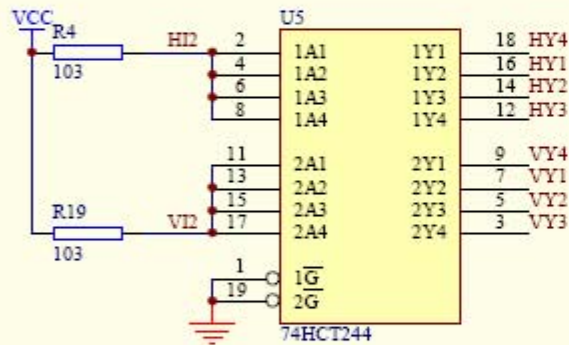 VCC
U5
R4
103
HI2
2
4
6
8
1A1
1A2
1A3
1A4
1Y1
1Y2
1Y3
1Y4
18
16
14
12
HY4
HY1
HY2
HY3
11
13
15
17
2A1
2A2
2A3
2A4
2Y1
2Y2
2Y3
2Y4
9
7
5
3
VY4
VY1
VY2
VY3
R19
103
VI2
1
19
1G
2G
74HCT244